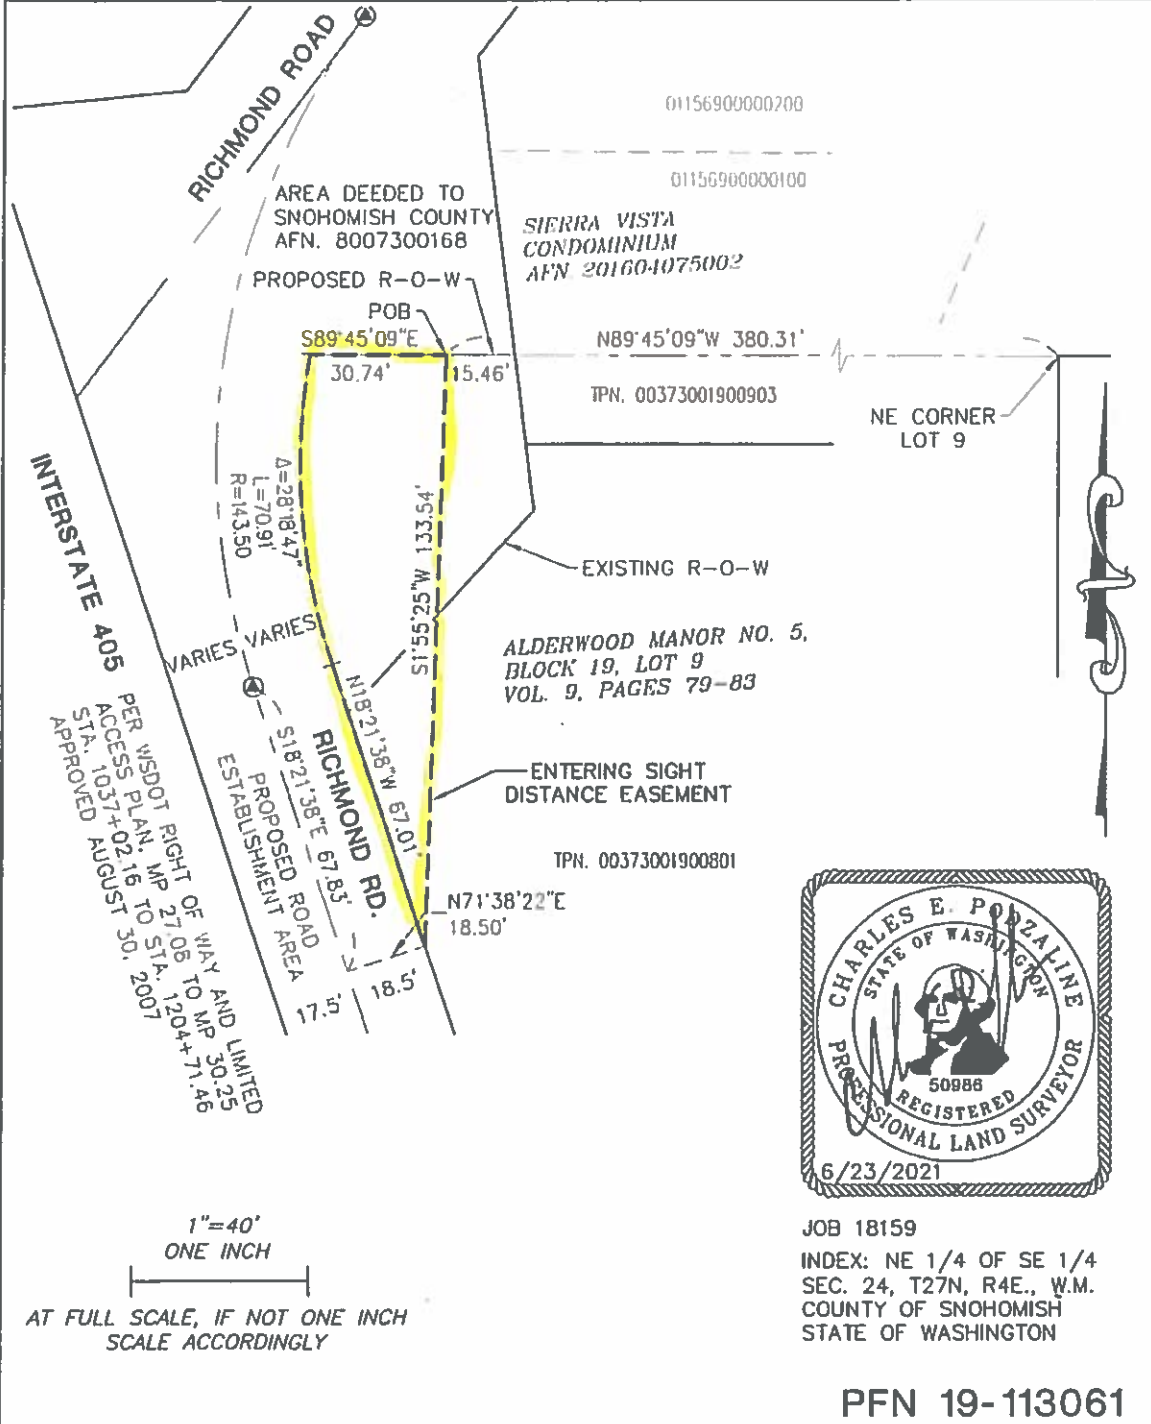 RICHMOND ROAD
01156900000200
01156900000100
AREA DEEDED TO
SNOHOMISH COUNTY
AFN. 8007300168
SIERRA VISTA
CONDOMINIUM
AFN 201604075002
PROPOSED R-O-W
POB
S89°45'09"E
30.74'
15.46'
N89°45'09"W 380.31'
TPN. 00373001900903
NE CORNER
LOT 9
INTERSTATE 405
Δ=28°18'47"
L=70.91'
R=143.50
S1°55'25"W 133.54'
EXISTING R-O-W
VARIES VARIES
ALDERWOOD MANOR NO. 5,
BLOCK 19, LOT 9
VOL. 9, PAGES 79-83
N18°21'38"W 67.01'
RICHMOND RD.
S18°21'38"E 67.83'
PROPOSED ROAD
ESTABLISHMENT AREA
PER WSDOT RIGHT OF WAY AND LIMITED
ACCESS PLAN. MP 27.08 TO MP 30.25
STA. 1037+02.16 TO STA. 1204+71.46
APPROVED AUGUST 30, 2007
ENTERING SIGHT
DISTANCE EASEMENT
TPN. 00373001900801
N71°38'22"E
18.50'
17.5'
18.5'
CHARLES E. PODZALINE
STATE OF WASHINGTON
50986
REGISTERED
PROFESSIONAL LAND SURVEYOR
6/23/2021
1"=40'
ONE INCH
AT FULL SCALE, IF NOT ONE INCH
SCALE ACCORDINGLY
JOB 18159
INDEX: NE 1/4 OF SE 1/4
SEC. 24, T27N, R4E., W.M.
COUNTY OF SNOHOMISH
STATE OF WASHINGTON
PFN 19-113061